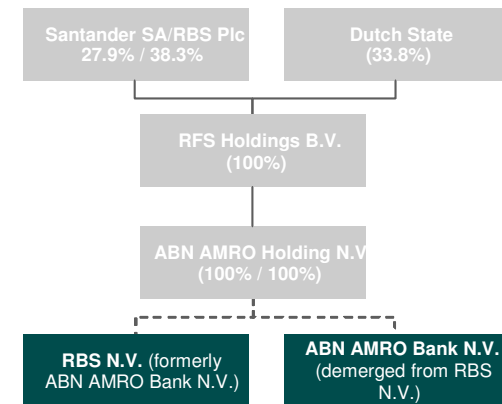 Santander SA/RBS Plc
27.9% / 38.3%
Dutch State
(33.8%)
RFS Holdings B.V.
(100%)
ABN AMRO Holding N.V
(100% / 100%)
RBS N.V. (formerly
ABN AMRO Bank N.V.)
ABN AMRO Bank N.V.
(demerged from RBS
N.V.)